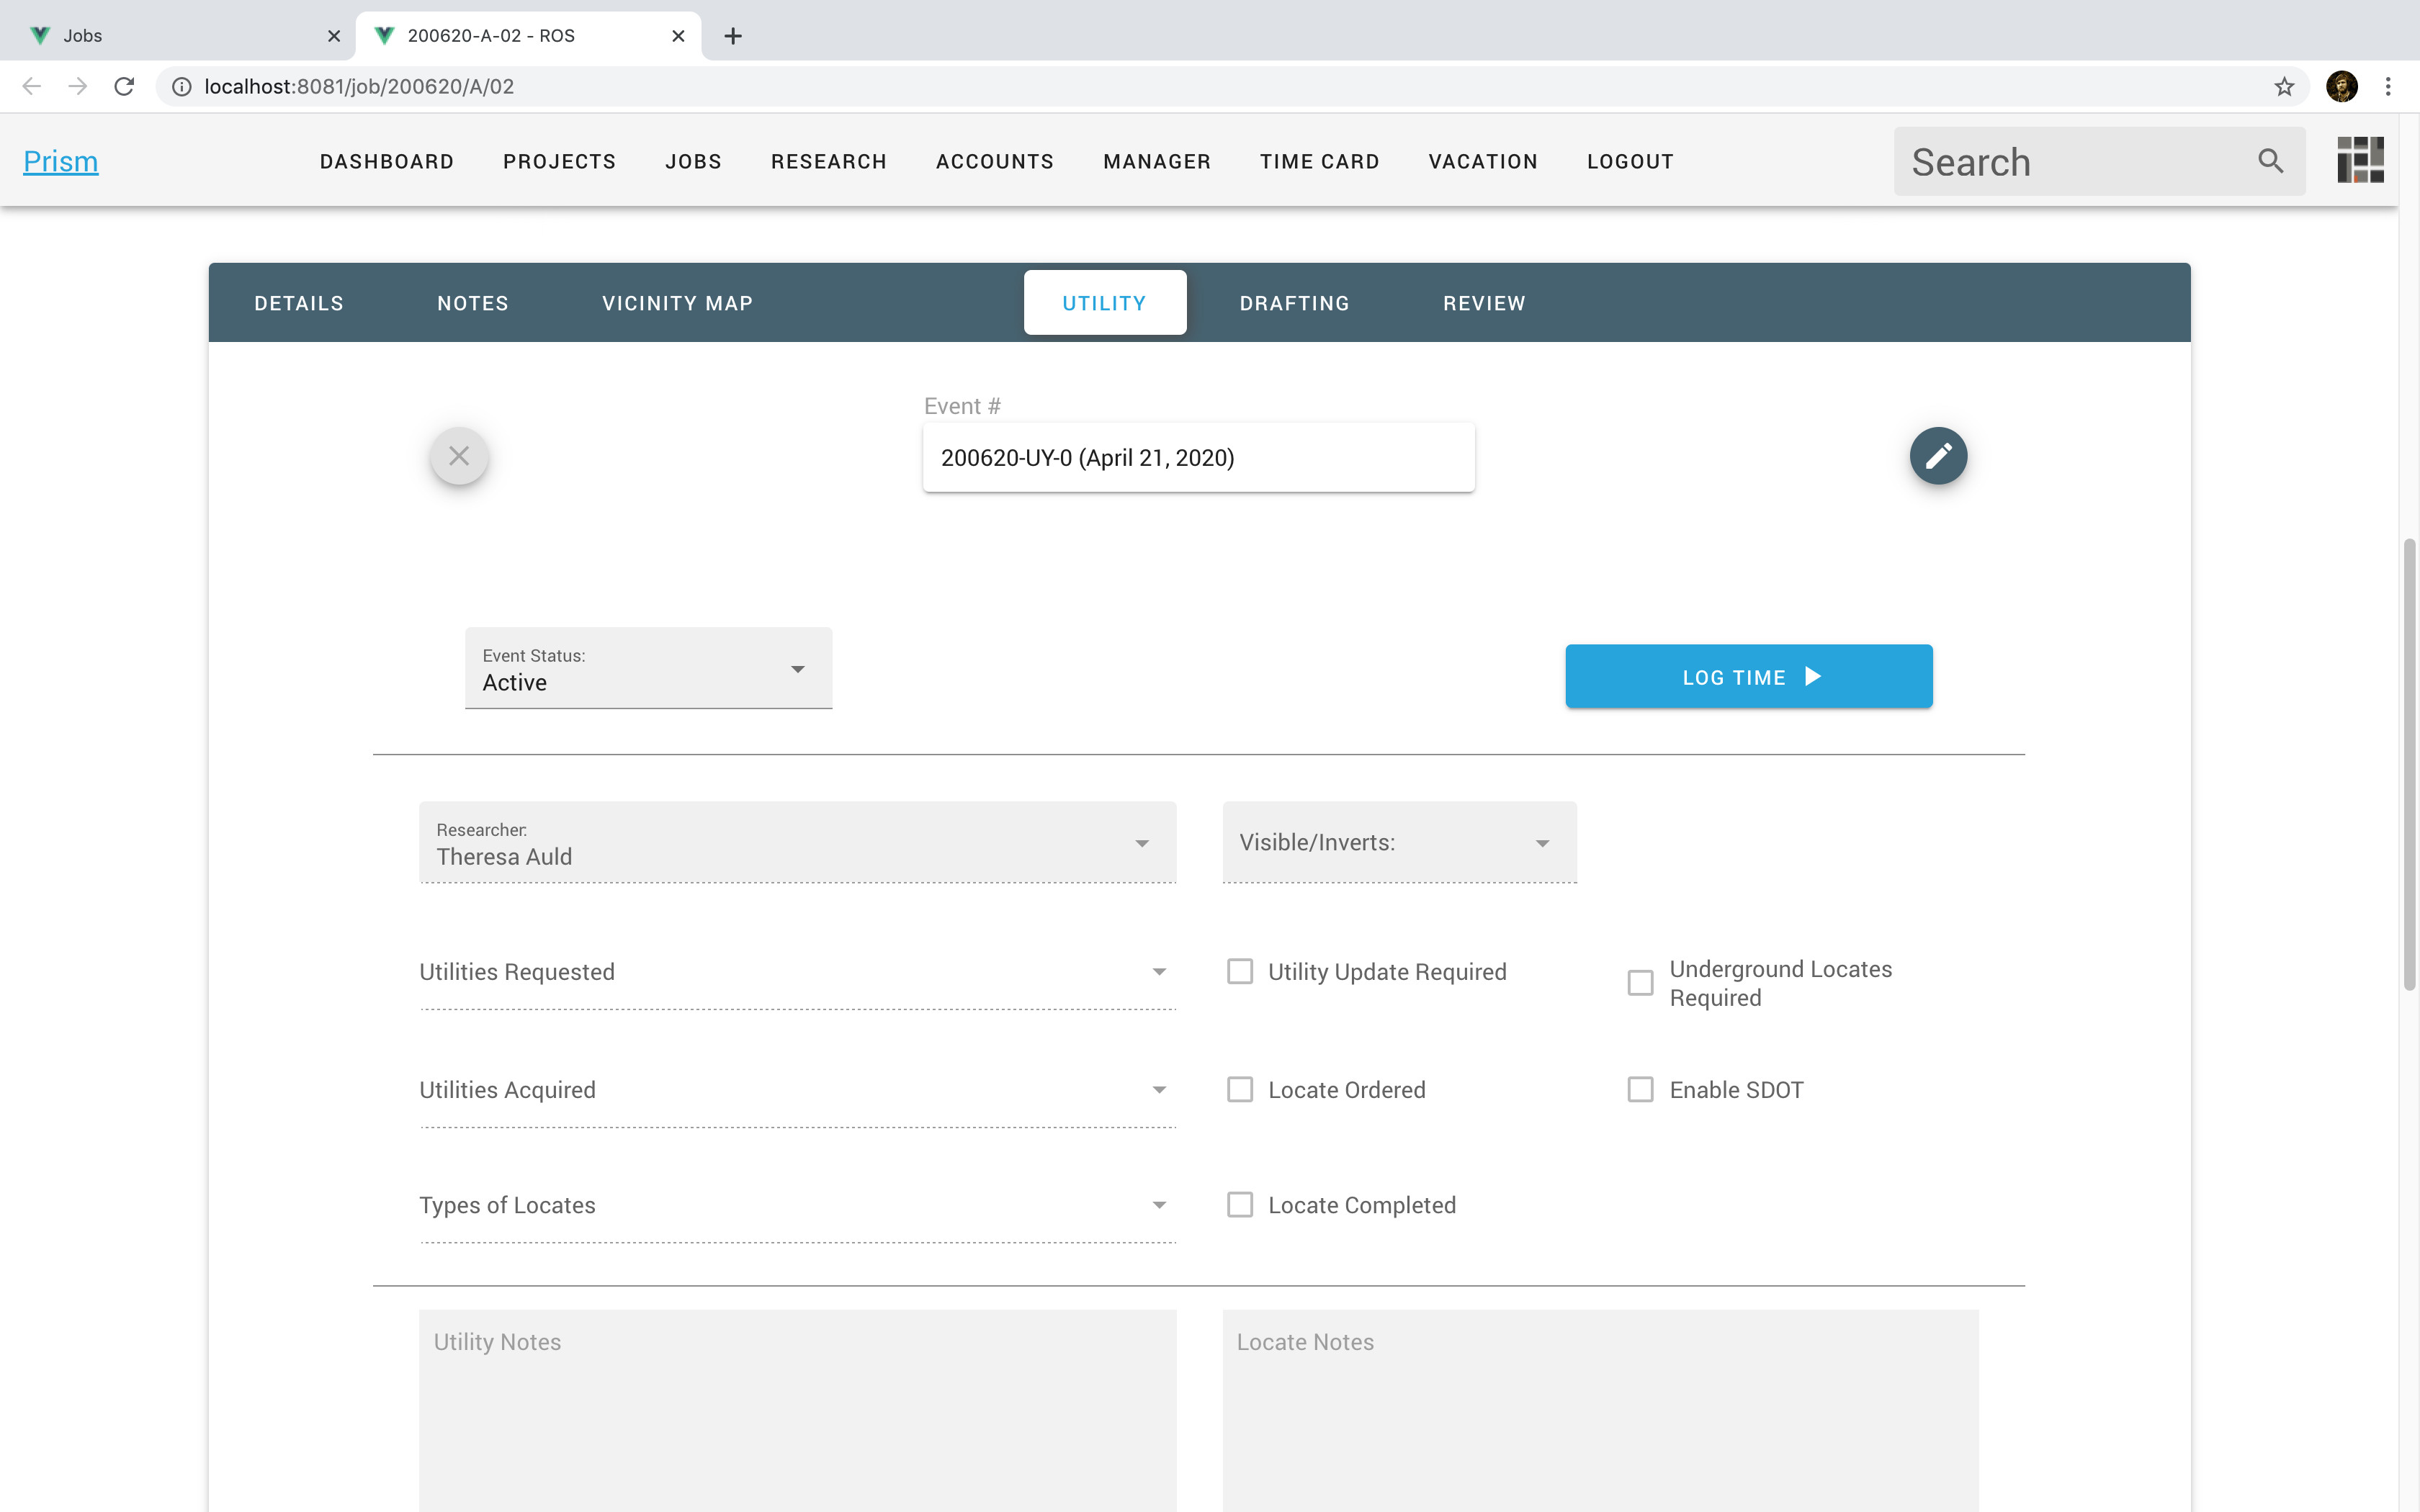 Jobs
200620-A-02 - ROS
localhost:8081/job/200620/A/02
Prism
DASHBOARD
PROJECTS
JOBS
RESEARCH
ACCOUNTS
MANAGER
TIME CARD
VACATION
LOGOUT
Search
DETAILS
NOTES
VICINITY MAP
UTILITY
DRAFTING
REVIEW
Event #
200620-UY-0 (April 21, 2020)
Event Status:
Active
LOG TIME
Researcher:
Theresa Auld
Visible/Inverts:
Utilities Requested
Utility Update Required
Underground Locates
Required
Utilities Acquired
Locate Ordered
Enable SDOT
Types of Locates
Locate Completed
Utility Notes
Locate Notes